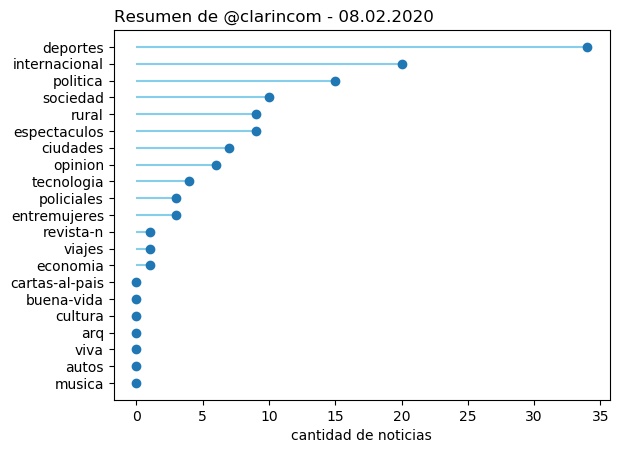 Resumen de @clarincom - 08.02.2020
deportes
internacional
politica
sociedad
rural
espectaculos
ciudades
opinion
tecnologia
policiales
entremujeres
revista-n
viajes
economia
cartas-al-pais
buena-vida
cultura
arq
viva
autos
musica
0 5 10 15 20 25 30 35
cantidad de noticias